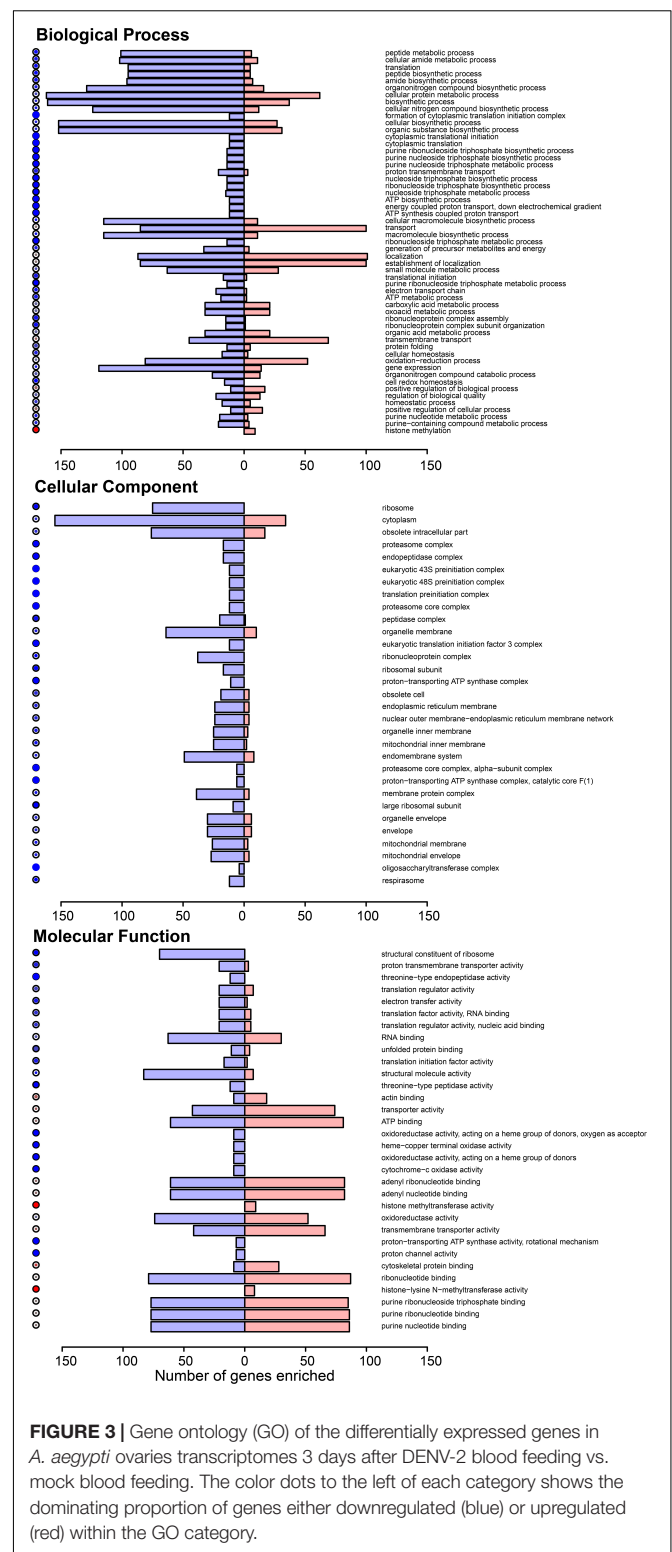 Biological Process
peptide metabolic process
cellular amide metabolic process
translation
peptide biosynthetic process
amide biosynthetic process
organonitrogen compound biosynthetic process
cellular protein metabolic process
biosynthetic process
cellular nitrogen compound biosynthetic process
formation of cytoplasmic translation initiation complex
cellular biosynthetic process
organic substance biosynthetic process
cytoplasmic translational initiation
cytoplasmic translation
purine ribonucleoside triphosphate biosynthetic process
purine nucleoside triphosphate biosynthetic process
purine nucleoside triphosphate metabolic process
proton transmembrane transport
nucleoside triphosphate biosynthetic process
ribonucleoside triphosphate biosynthetic process
nucleoside triphosphate metabolic process
ATP biosynthetic process
energy coupled proton transport, down electrochemical gradient
ATP synthesis coupled proton transport
cellular macromolecule biosynthetic process
transport
macromolecule biosynthetic process
ribonucleoside triphosphate metabolic process
generation of precursor metabolites and energy
localization
establishment of localization
small molecule metabolic process
translational initiation
purine ribonucleoside triphosphate metabolic process
electron transport chain
ATP metabolic process
carboxylic acid metabolic process
oxoacid metabolic process
ribonucleoprotein complex assembly
ribonucleoprotein complex subunit organization
organic acid metabolic process
transmembrane transport
protein folding
cellular homeostasis
oxidation−reduction process
gene expression
organonitrogen compound catabolic process
cell redox homeostasis
positive regulation of biological process
regulation of biological quality
homeostatic process
positive regulation of cellular process
purine nucleotide metabolic process
purine−containing compound metabolic process
histone methylation
150 100 50 0 50 100 150
Cellular Component
ribosome
cytoplasm
obsolete intracellular part
proteasome complex
endopeptidase complex
eukaryotic 43S preinitiation complex
eukaryotic 48S preinitiation complex
translation preinitiation complex
proteasome core complex
peptidase complex
organelle membrane
eukaryotic translation initiation factor 3 complex
ribonucleoprotein complex
ribosomal subunit
proton−transporting ATP synthase complex
obsolete cell
endoplasmic reticulum membrane
nuclear outer membrane−endoplasmic reticulum membrane network
organelle inner membrane
mitochondrial inner membrane
endomembrane system
proteasome core complex, alpha−subunit complex
proton−transporting ATP synthase complex, catalytic core F(1)
membrane protein complex
large ribosomal subunit
organelle envelope
envelope
mitochondrial membrane
mitochondrial envelope
oligosaccharyltransferase complex
respirasome
150 100 50 0 50 100 150
Molecular Function
structural constituent of ribosome
proton transmembrane transporter activity
threonine−type endopeptidase activity
translation regulator activity
electron transfer activity
translation factor activity, RNA binding
translation regulator activity, nucleic acid binding
RNA binding
unfolded protein binding
translation initiation factor activity
structural molecule activity
threonine−type peptidase activity
actin binding
transporter activity
ATP binding
oxidoreductase activity, acting on a heme group of donors, oxygen as acceptor
heme−copper terminal oxidase activity
oxidoreductase activity, acting on a heme group of donors
cytochrome−c oxidase activity
adenyl ribonucleotide binding
adenyl nucleotide binding
histone methyltransferase activity
oxidoreductase activity
transmembrane transporter activity
proton−transporting ATP synthase activity, rotational mechanism
proton channel activity
cytoskeletal protein binding
ribonucleotide binding
histone−lysine N−methyltransferase activity
purine ribonucleoside triphosphate binding
purine ribonucleotide binding
purine nucleotide binding
150 100 50 0 50 100 150
Number of genes enriched
FIGURE 3 | Gene ontology (GO) of the differentially expressed genes in
A. aegypti ovaries transcriptomes 3 days after DENV-2 blood feeding vs.
mock blood feeding. The color dots to the left of each category shows the
dominating proportion of genes either downregulated (blue) or upregulated
(red) within the GO category.